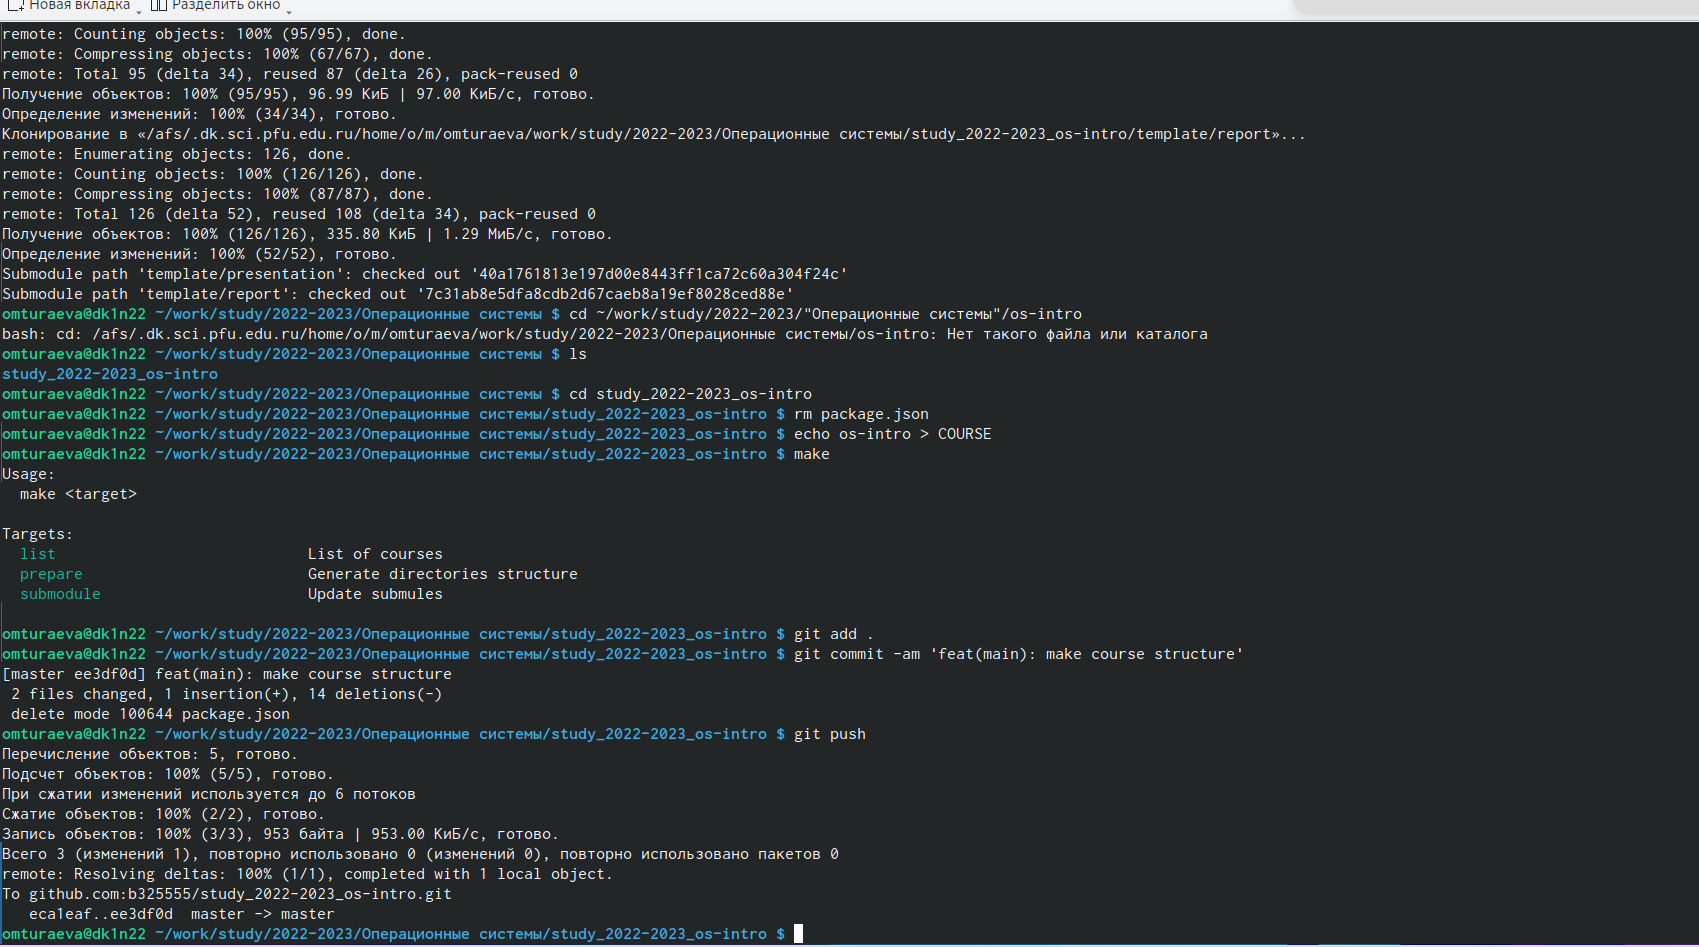 Новая вкладка Разделить окно
remote: Counting objects: 100% (95/95), done.
remote: Compressing objects: 100% (67/67), done.
remote: Total 95 (delta 34), reused 87 (delta 26), pack-reused 0
Получение объектов: 100% (95/95), 96.99 КиБ | 97.00 КиБ/с, готово.
Определение изменений: 100% (34/34), готово.
Клонирование в «/afs/.dk.sci.pfu.edu.ru/home/o/m/omturaeva/work/study/2022-2023/Операционные системы/study_2022-2023_os-intro/template/report»...
remote: Enumerating objects: 126, done.
remote: Counting objects: 100% (126/126), done.
remote: Compressing objects: 100% (87/87), done.
remote: Total 126 (delta 52), reused 108 (delta 34), pack-reused 0
Получение объектов: 100% (126/126), 335.80 КиБ | 1.29 МиБ/с, готово.
Определение изменений: 100% (52/52), готово.
Submodule path 'template/presentation': checked out '40a1761813e197d00e8443ff1ca72c60a304f24c'
Submodule path 'template/report': checked out '7c31ab8e5dfa8cdb2d67caeb8a19ef8028ced88e'
omturaeva@dk1n22 ~/work/study/2022-2023/Операционные системы $ cd ~/work/study/2022-2023/"Операционные системы"/os-intro
bash: cd: /afs/.dk.sci.pfu.edu.ru/home/o/m/omturaeva/work/study/2022-2023/Операционные системы/os-intro: Нет такого файла или каталога
omturaeva@dk1n22 ~/work/study/2022-2023/Операционные системы $ ls
study_2022-2023_os-intro
omturaeva@dk1n22 ~/work/study/2022-2023/Операционные системы $ cd study_2022-2023_os-intro
omturaeva@dk1n22 ~/work/study/2022-2023/Операционные системы/study_2022-2023_os-intro $ rm package.json
omturaeva@dk1n22 ~/work/study/2022-2023/Операционные системы/study_2022-2023_os-intro $ echo os-intro > COURSE
omturaeva@dk1n22 ~/work/study/2022-2023/Операционные системы/study_2022-2023_os-intro $ make
Usage:
  make <target>

Targets:
  list                            List of courses
  prepare                         Generate directories structure
  submodule                       Update submules

omturaeva@dk1n22 ~/work/study/2022-2023/Операционные системы/study_2022-2023_os-intro $ git add .
omturaeva@dk1n22 ~/work/study/2022-2023/Операционные системы/study_2022-2023_os-intro $ git commit -am 'feat(main): make course structure'
[master ee3df0d] feat(main): make course structure
 2 files changed, 1 insertion(+), 14 deletions(-)
 delete mode 100644 package.json
omturaeva@dk1n22 ~/work/study/2022-2023/Операционные системы/study_2022-2023_os-intro $ git push
Перечисление объектов: 5, готово.
Подсчет объектов: 100% (5/5), готово.
При сжатии изменений используется до 6 потоков
Сжатие объектов: 100% (2/2), готово.
Запись объектов: 100% (3/3), 953 байта | 953.00 КиБ/с, готово.
Всего 3 (изменений 1), повторно использовано 0 (изменений 0), повторно использовано пакетов 0
remote: Resolving deltas: 100% (1/1), completed with 1 local object.
To github.com:b325555/study_2022-2023_os-intro.git
   eca1eaf..ee3df0d  master -> master
omturaeva@dk1n22 ~/work/study/2022-2023/Операционные системы/study_2022-2023_os-intro $